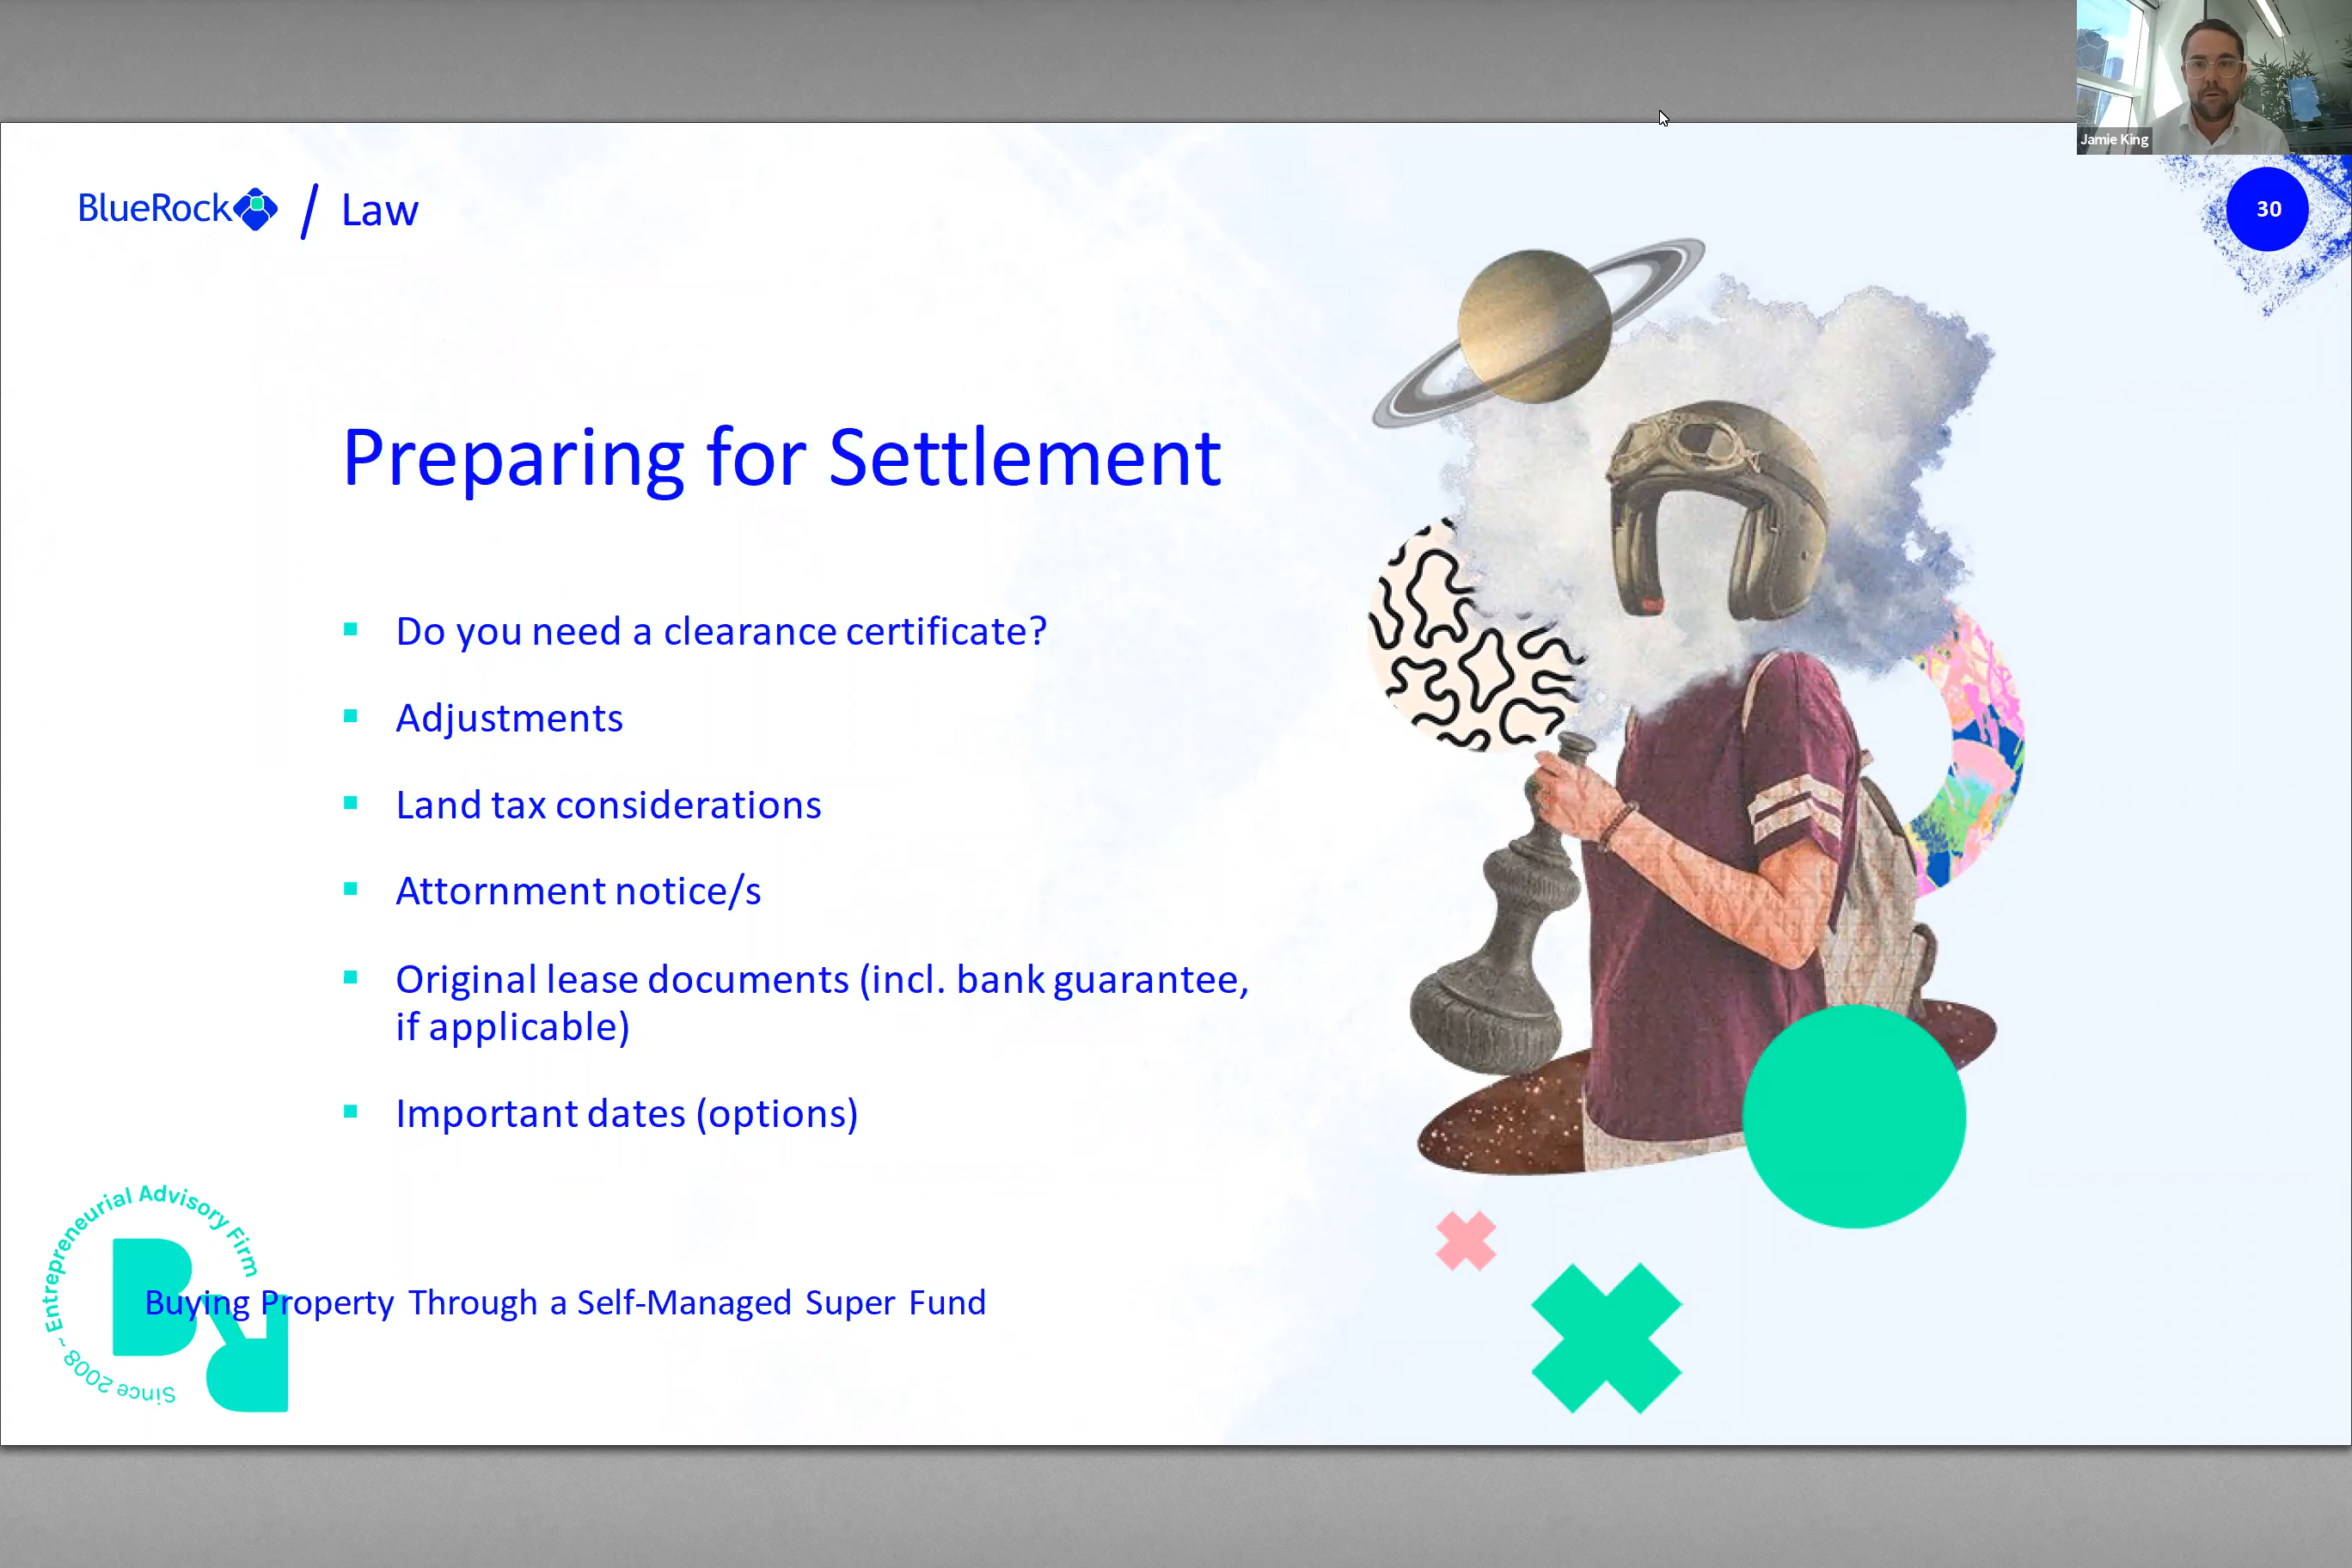 Jamie King
BlueRock / Law
30
Preparing for Settlement
Do you need a clearance certificate?
Adjustments
Land tax considerations
Attornment notice/s
Original lease documents (incl. bank guarantee,
if applicable)
Important dates (options)
Entrepreneurial Advisory Firm
~ Since 2008
BR
Buying Property Through a Self-Managed Super Fund